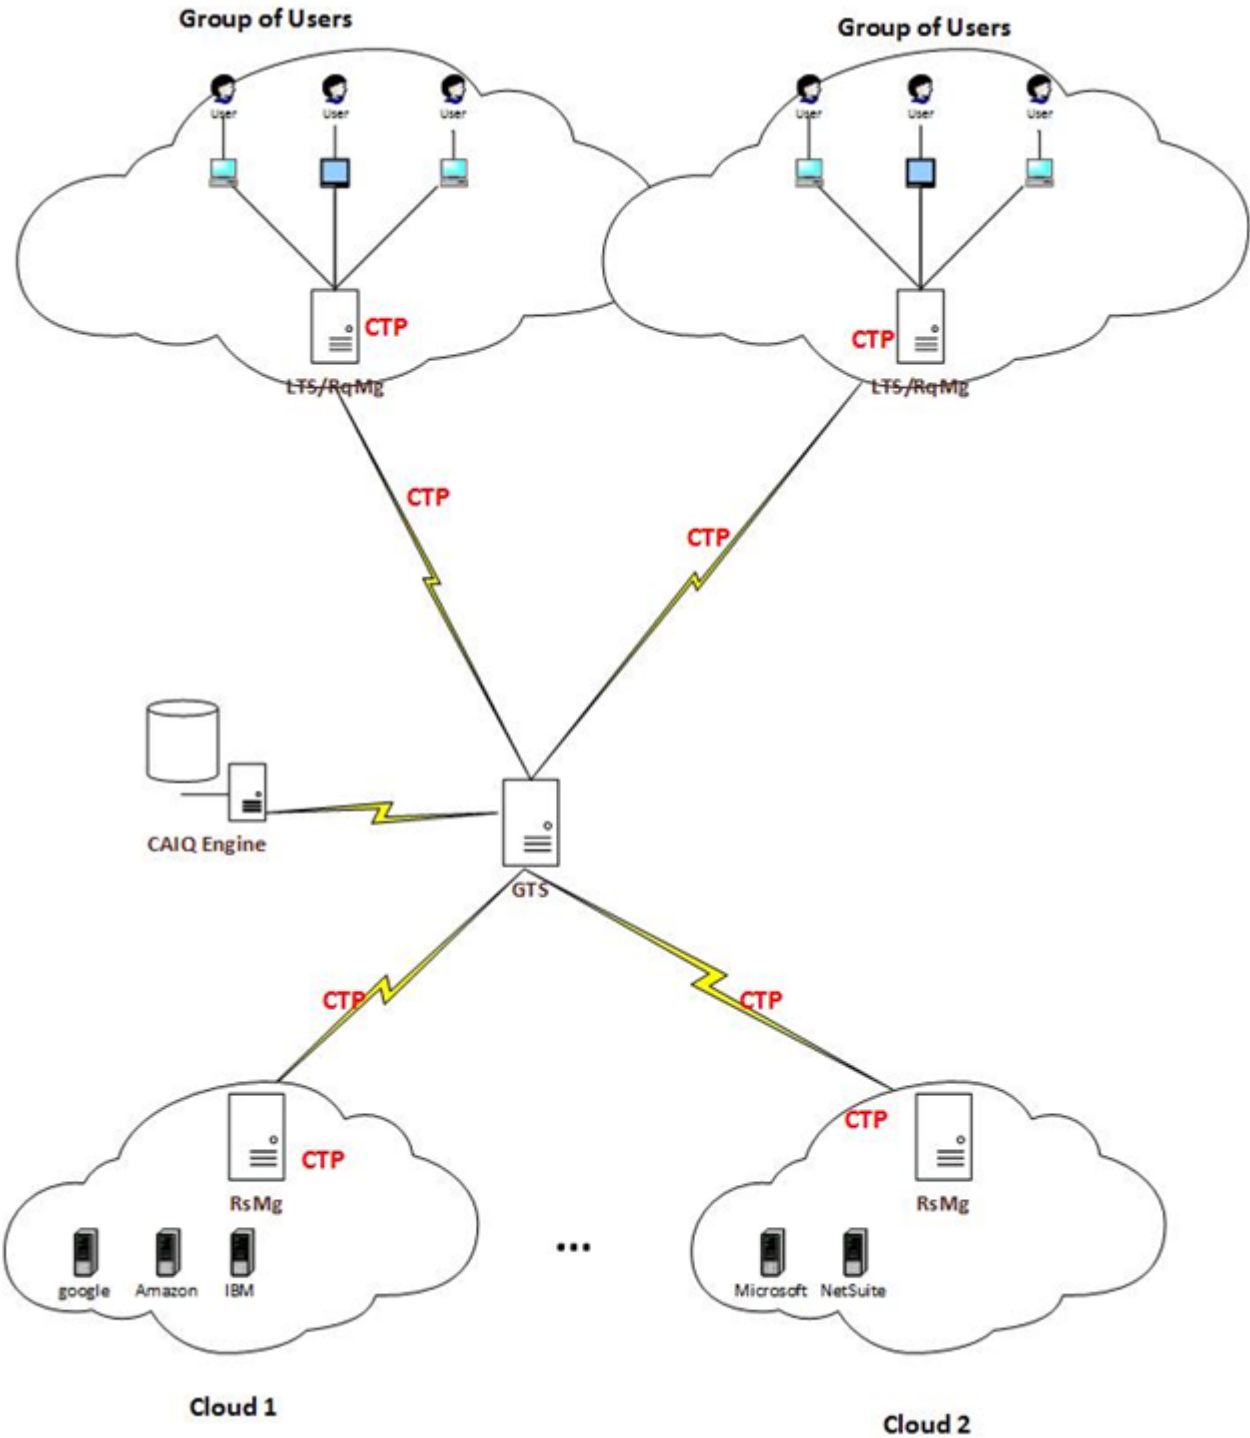 Group of Users
Group of Users
User
User
User
User
User
User
CTP
CTP
LTS/RqMg
LTS/RqMg
CTP
CTP
CAIQ Engine
GTS
CTP
CTP
CTP
CTP
RsMg
RsMg
...
google
Amazon
IBM
Microsoft
NetSuite
Cloud 1
Cloud 2